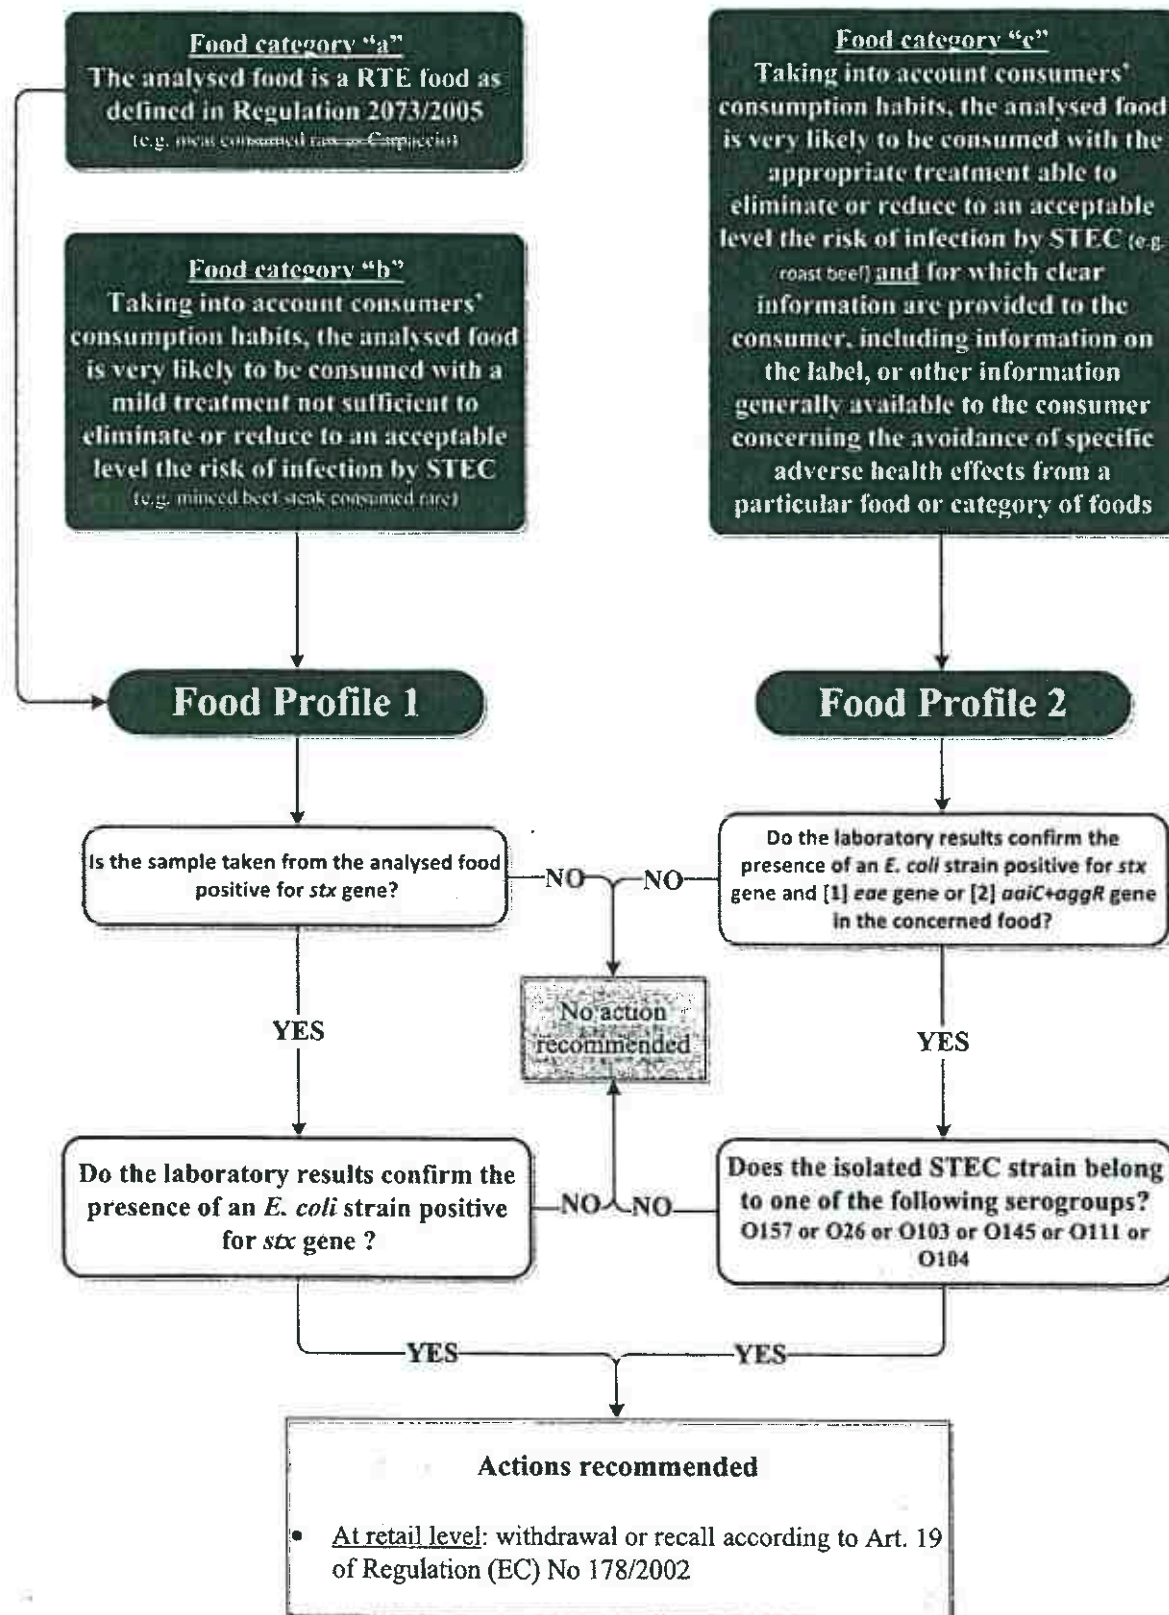 Food category “a”
The analysed food is a RTE food as
defined in Regulation 2073/2005
(e.g. meat consumed raw as Carpaccio)
Food category “b”
Taking into account consumers’
consumption habits, the analysed food
is very likely to be consumed with a
mild treatment not sufficient to
eliminate or reduce to an acceptable
level the risk of infection by STEC
(e.g. minced beef steak consumed rare)
Food category “c”
Taking into account consumers’
consumption habits, the analysed food
is very likely to be consumed with the
appropriate treatment able to
eliminate or reduce to an acceptable
level the risk of infection by STEC (e.g.
roast beef) and for which clear
information are provided to the
consumer, including information on
the label, or other information
generally available to the consumer
concerning the avoidance of specific
adverse health effects from a
particular food or category of foods
Food Profile 1
Food Profile 2
Is the sample taken from the analysed food
positive for stx gene?
NO
NO
Do the laboratory results confirm the
presence of an E. coli strain positive for stx
gene and [1] eae gene or [2] aaiC+aggR gene
in the concerned food?
YES
No action
recommended
YES
Do the laboratory results confirm the
presence of an E. coli strain positive
for stx gene ?
NO
NO
Does the isolated STEC strain belong
to one of the following serogroups?
O157 or O26 or O103 or O145 or O111 or
O104
YES
YES
Actions recommended
• At retail level: withdrawal or recall according to Art. 19
of Regulation (EC) No 178/2002